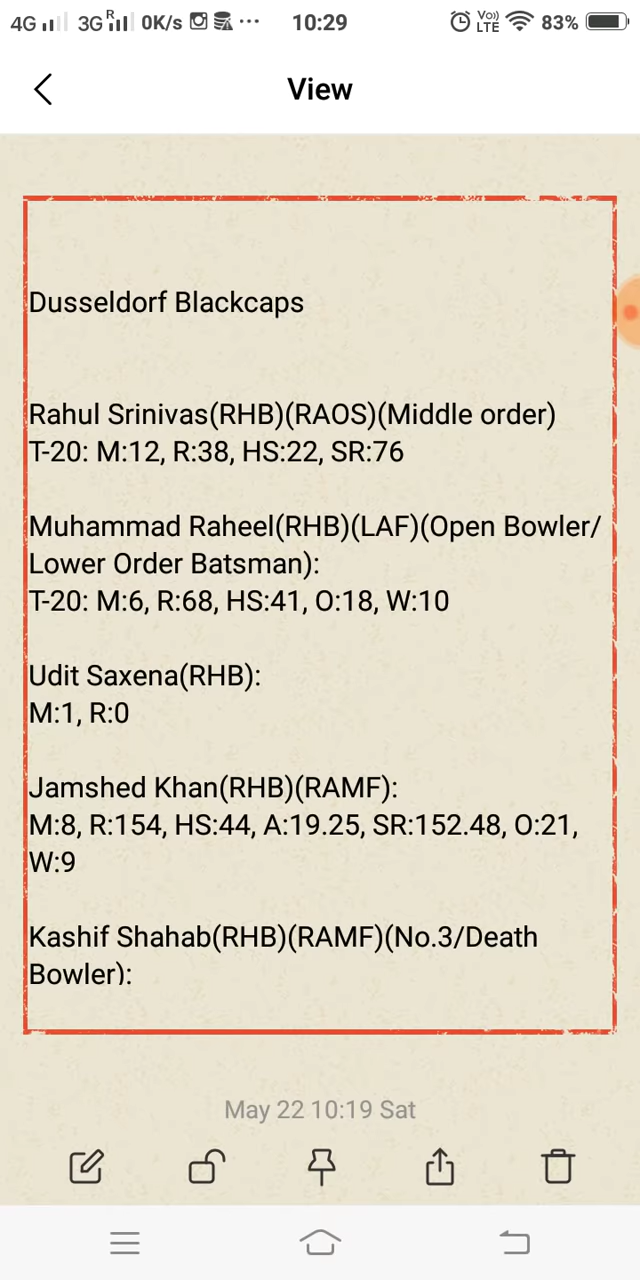 4G 3G R 0K/s ... 10:29 Vo)) LTE 83%
View
Dusseldorf Blackcaps
Rahul Srinivas(RHB)(RAOS)(Middle order)
T-20: M:12, R:38, HS:22, SR:76
Muhammad Raheel(RHB)(LAF)(Open Bowler/
Lower Order Batsman):
T-20: M:6, R:68, HS:41, O:18, W:10
Udit Saxena(RHB):
M:1, R:0
Jamshed Khan(RHB)(RAMF):
M:8, R:154, HS:44, A:19.25, SR:152.48, O:21,
W:9
Kashif Shahab(RHB)(RAMF)(No.3/Death
Bowler):
May 22 10:19 Sat